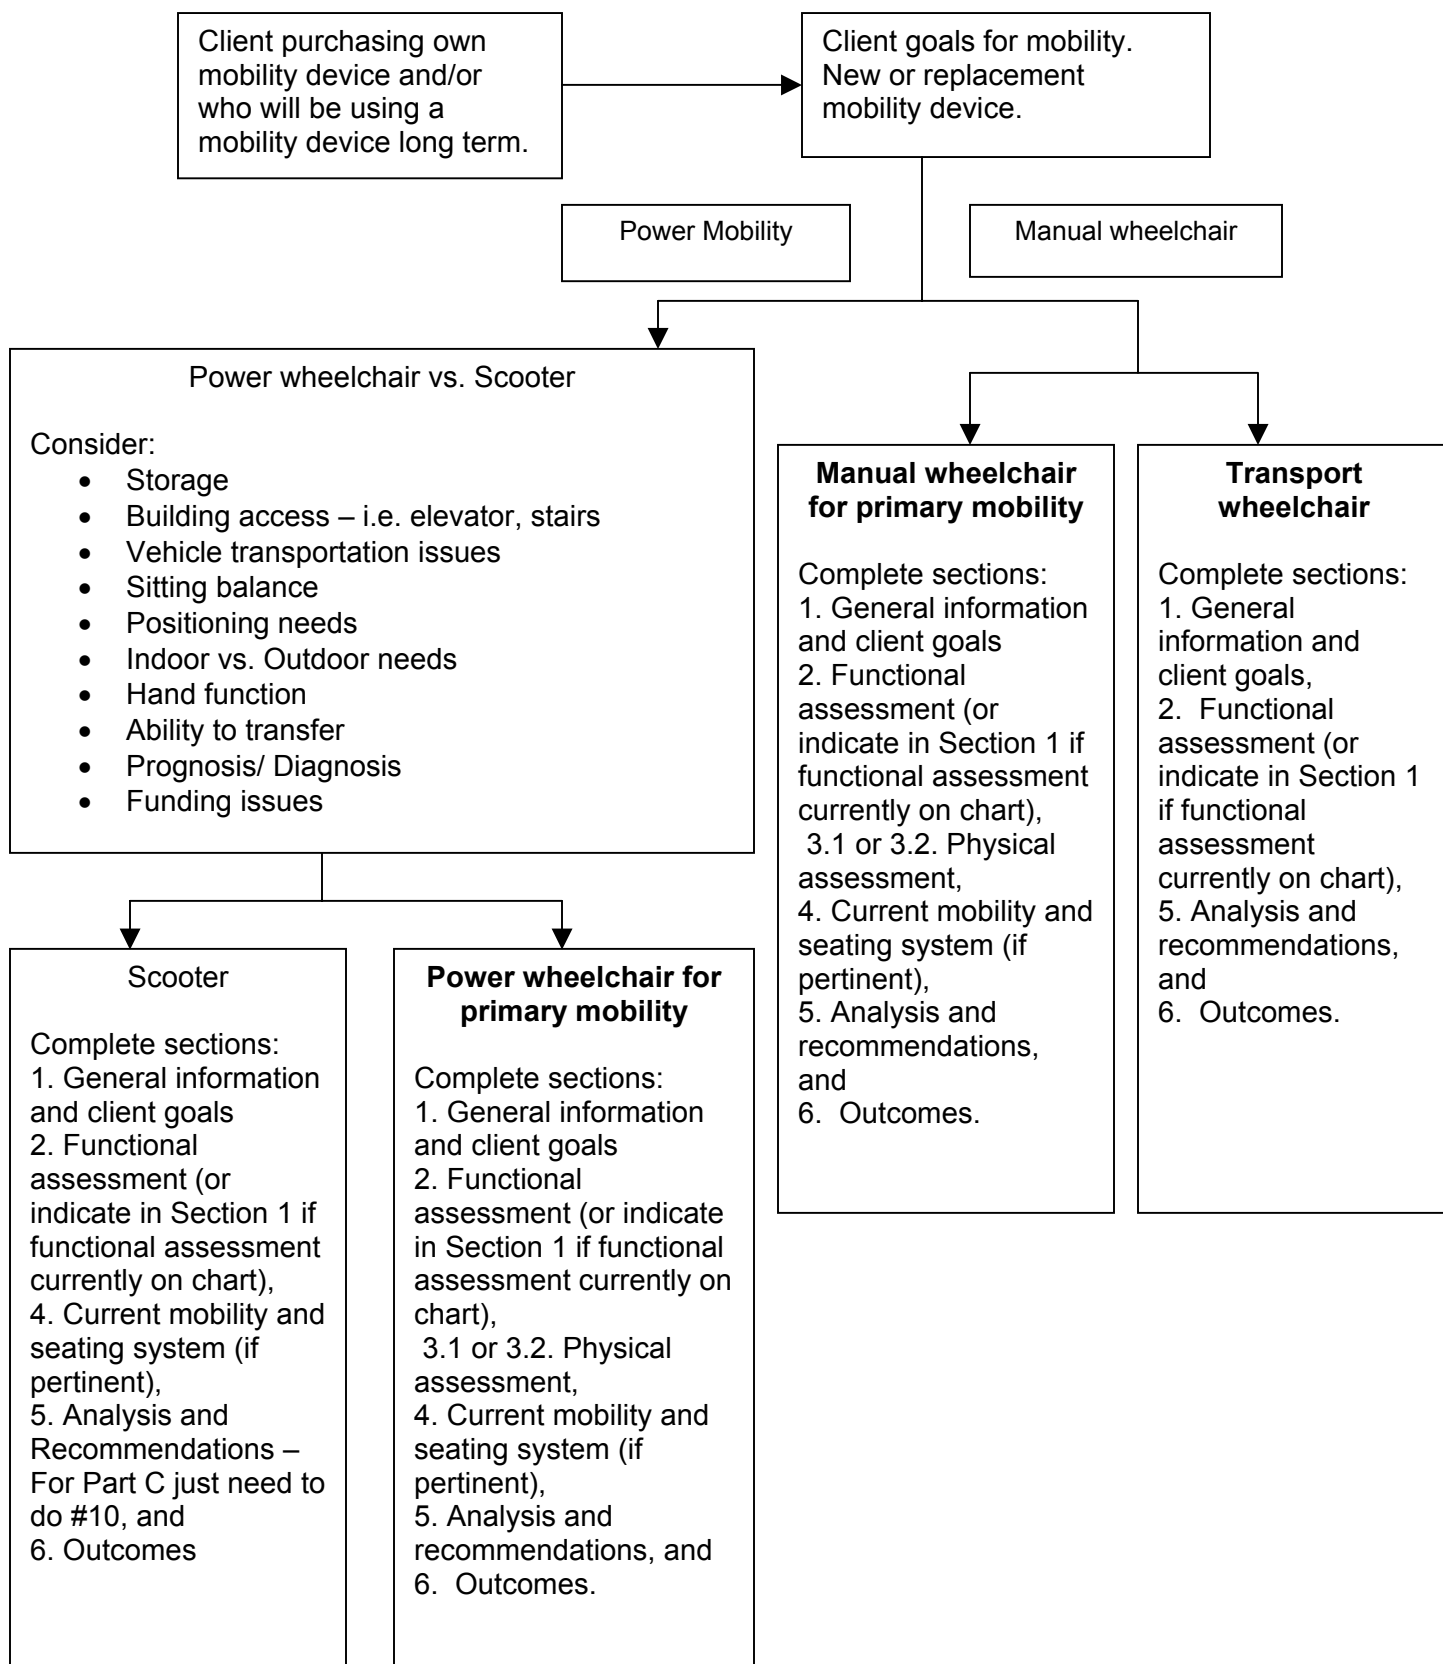 Client purchasing own
mobility device and/or
who will be using a
mobility device long term.
Client goals for mobility.
New or replacement
mobility device.
Power Mobility
Manual wheelchair
Power wheelchair vs. Scooter
Consider:
• Storage
• Building access – i.e. elevator, stairs
• Vehicle transportation issues
• Sitting balance
• Positioning needs
• Indoor vs. Outdoor needs
• Hand function
• Ability to transfer
• Prognosis/ Diagnosis
• Funding issues
Manual wheelchair
for primary mobility
Complete sections:
1. General information
and client goals
2. Functional
assessment (or
indicate in Section 1 if
functional assessment
currently on chart),
3.1 or 3.2. Physical
assessment,
4. Current mobility and
seating system (if
pertinent),
5. Analysis and
recommendations,
and
6. Outcomes.
Transport
wheelchair
Complete sections:
1. General
information and
client goals,
2. Functional
assessment (or
indicate in Section 1
if functional
assessment
currently on chart),
5. Analysis and
recommendations,
and
6. Outcomes.
Scooter
Complete sections:
1. General information
and client goals
2. Functional
assessment (or
indicate in Section 1 if
functional assessment
currently on chart),
4. Current mobility and
seating system (if
pertinent),
5. Analysis and
Recommendations –
For Part C just need to
do #10, and
6. Outcomes
Power wheelchair for
primary mobility
Complete sections:
1. General information
and client goals
2. Functional
assessment (or indicate
in Section 1 if functional
assessment currently on
chart),
3.1 or 3.2. Physical
assessment,
4. Current mobility and
seating system (if
pertinent),
5. Analysis and
recommendations, and
6. Outcomes.